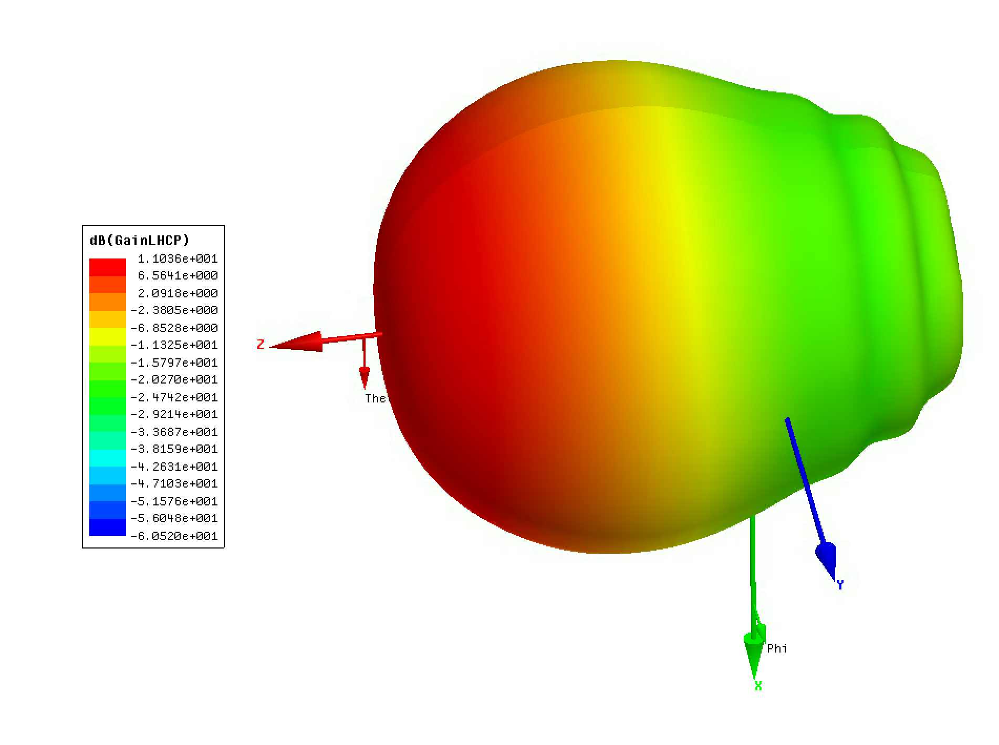 dB(GainLHCP)
1.1036e+001
6.5641e+000
2.0918e+000
-2.3805e+000
-6.8528e+000
-1.1325e+001
-1.5797e+001
-2.0270e+001
-2.4742e+001
-2.9214e+001
-3.3687e+001
-3.8159e+001
-4.2631e+001
-4.7103e+001
-5.1576e+001
-5.6048e+001
-6.0520e+001
Z
The
Y
Phi
X